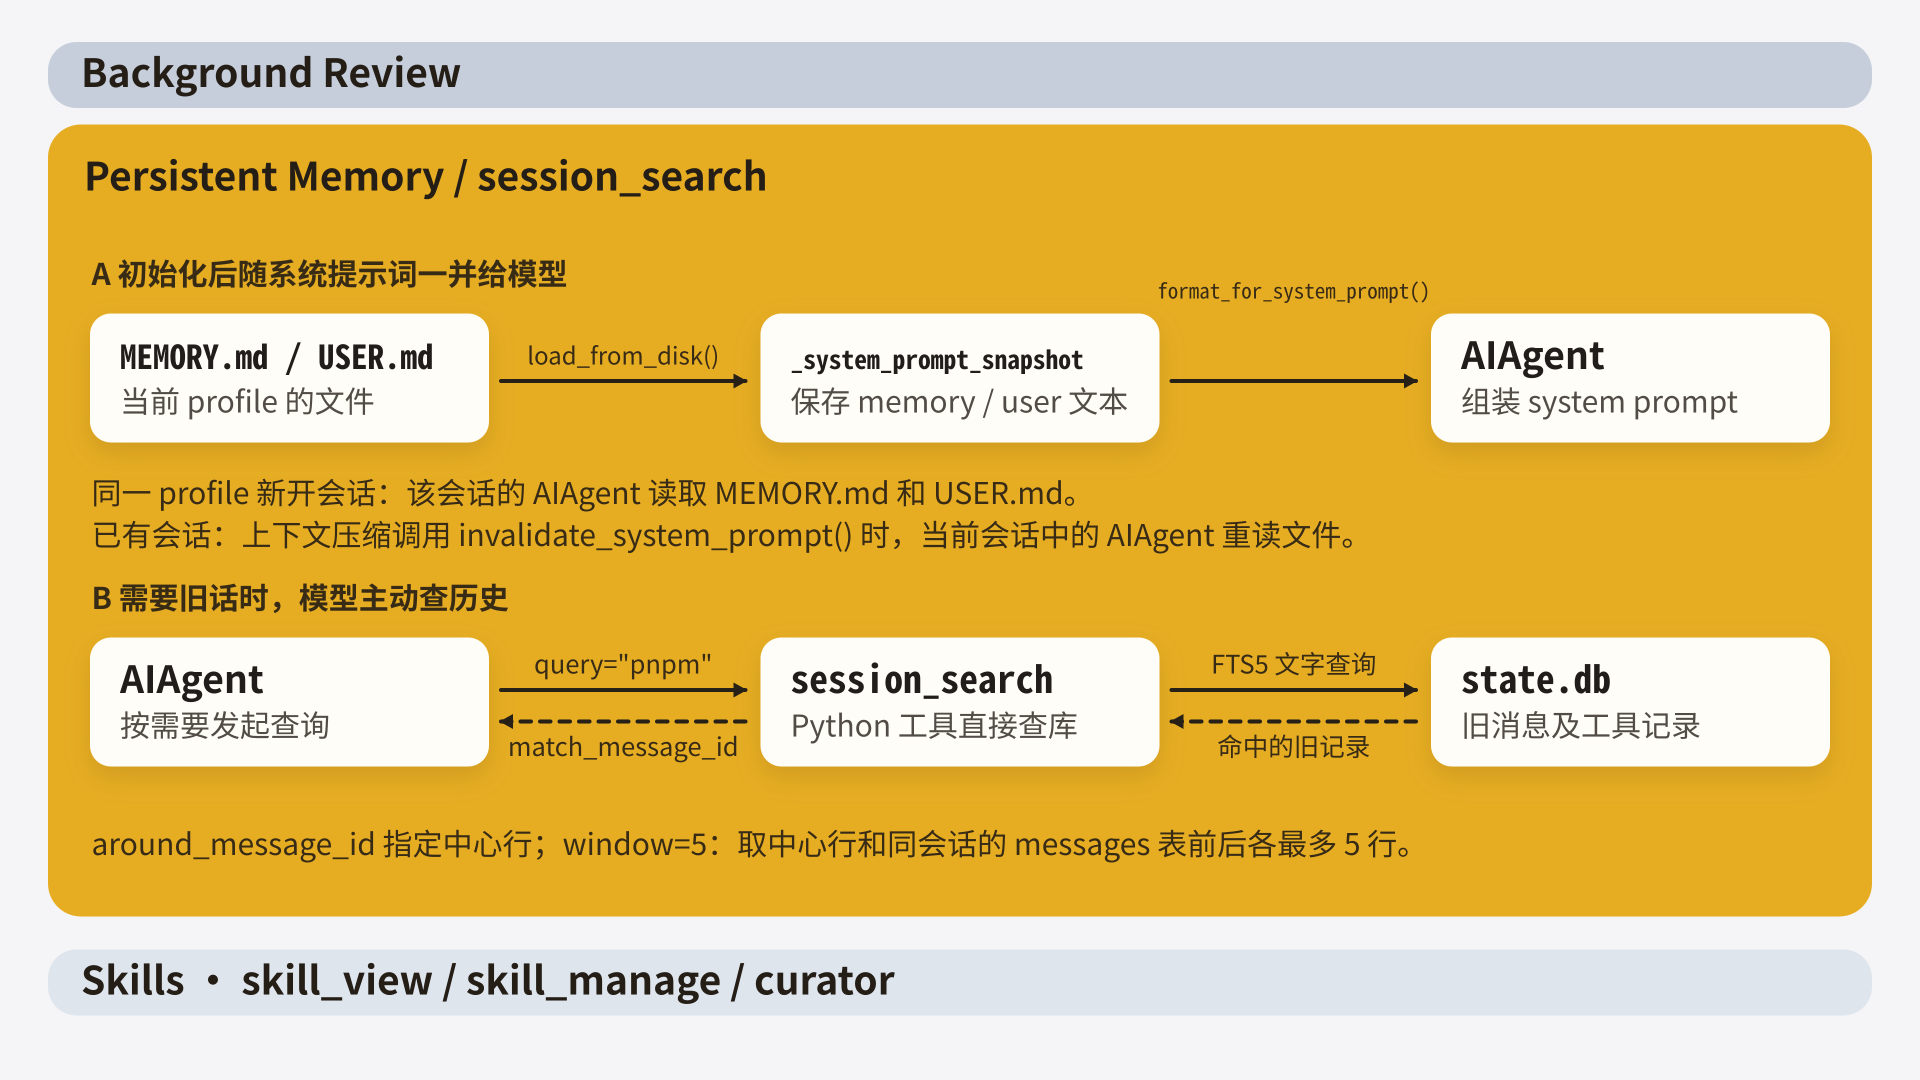 Background Review
Persistent Memory / session_search
A 初始化后随系统提示词一并给模型
format_for_system_prompt()
MEMORY.md / USER.md
当前 profile 的文件
load_from_disk()
_system_prompt_snapshot
保存 memory / user 文本
AIAgent
组装 system prompt
同一 profile 新开会话：该会话的 AIAgent 读取 MEMORY.md 和 USER.md。
已有会话：上下文压缩调用 invalidate_system_prompt() 时，当前会话中的 AIAgent 重读文件。
B 需要旧话时，模型主动查历史
AIAgent
按需要发起查询
query="pnpm"
match_message_id
session_search
Python 工具直接查库
FTS5 文字查询
命中的旧记录
state.db
旧消息及工具记录
around_message_id 指定中心行；window=5：取中心行和同会话的 messages 表前后各最多 5 行。
Skills · skill_view / skill_manage / curator